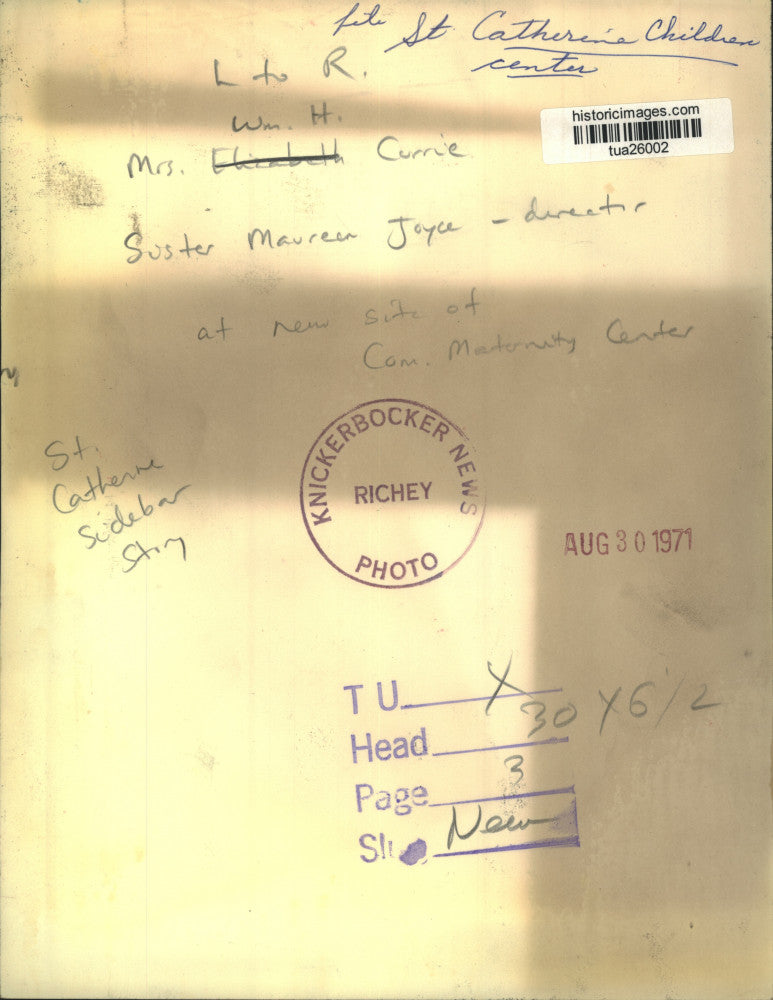 file St. Catherine Children
center
L to R.
Wm. H.
Mrs. Elizabeth Currie
historicimages.com
tua26002
Sister Maureen Joyce - director
at new site of
Com. Maternity Center
St.
Catherine
Sidebar
Story
KNICKERBOCKER NEWS
RICHEY
PHOTO
AUG 30 1971
TU X
30 X 6 1/2
Head
Page 3
Slug New